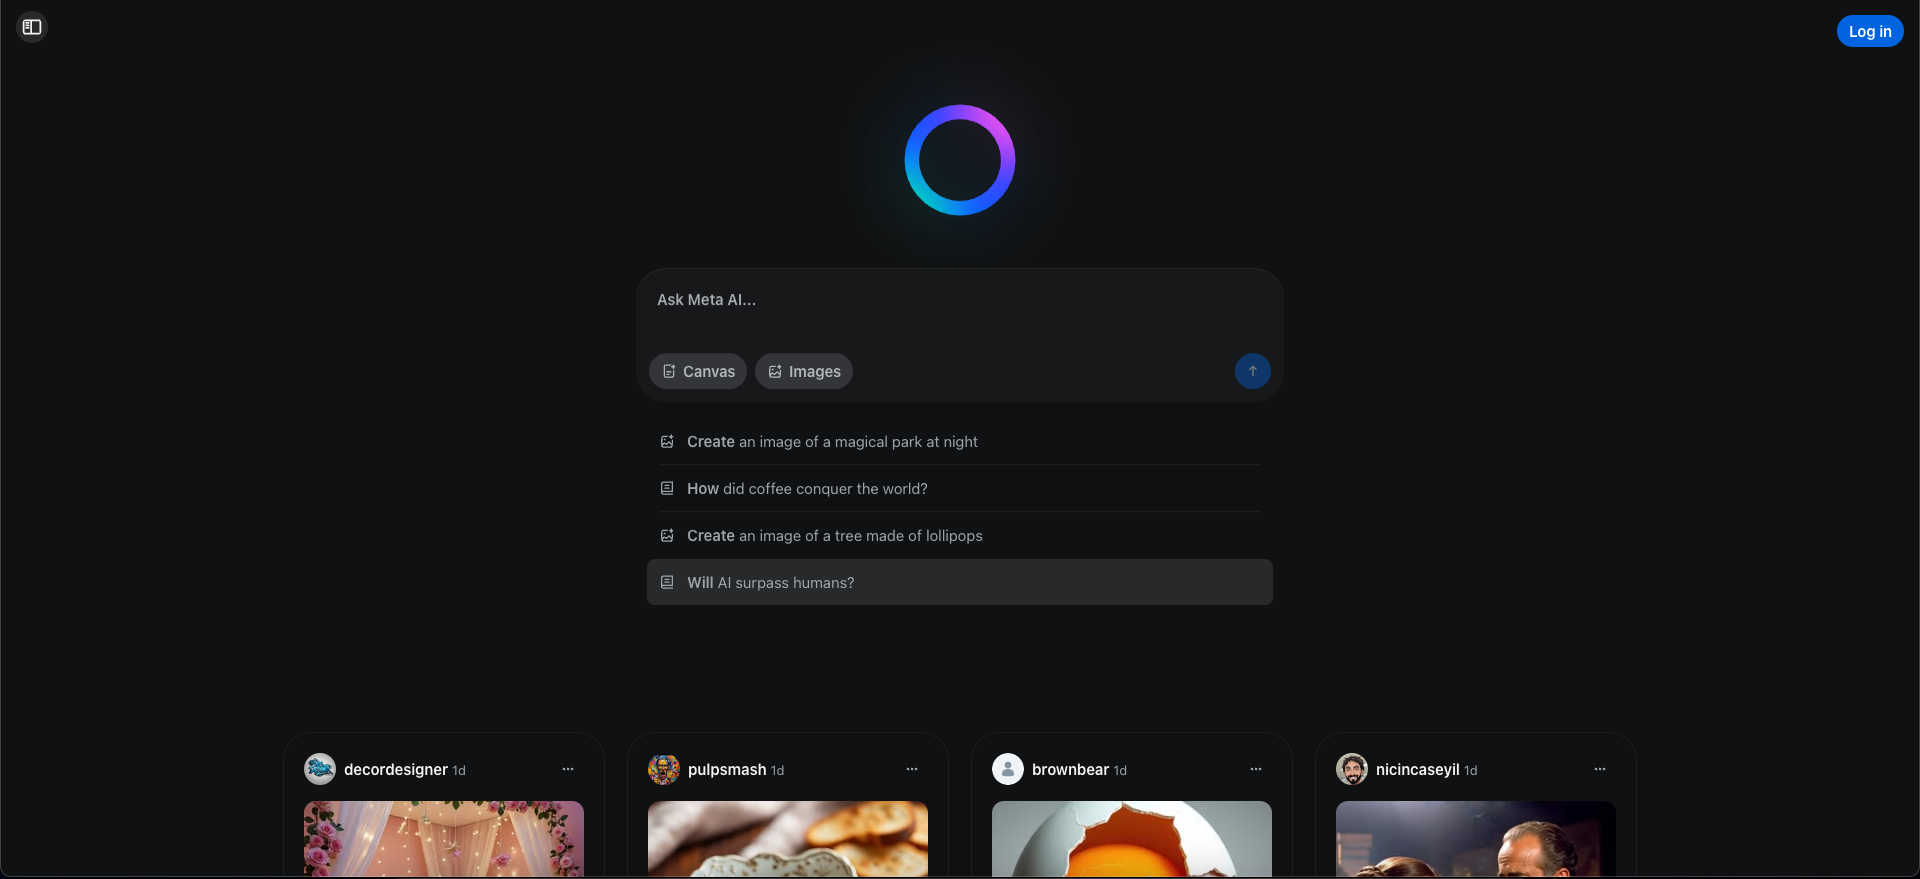 Log in
Ask Meta AI...
Canvas
Images
Create an image of a magical park at night
How did coffee conquer the world?
Create an image of a tree made of lollipops
Will AI surpass humans?
decordesigner 1d
pulpsmash 1d
brownbear 1d
nicincaseyil 1d